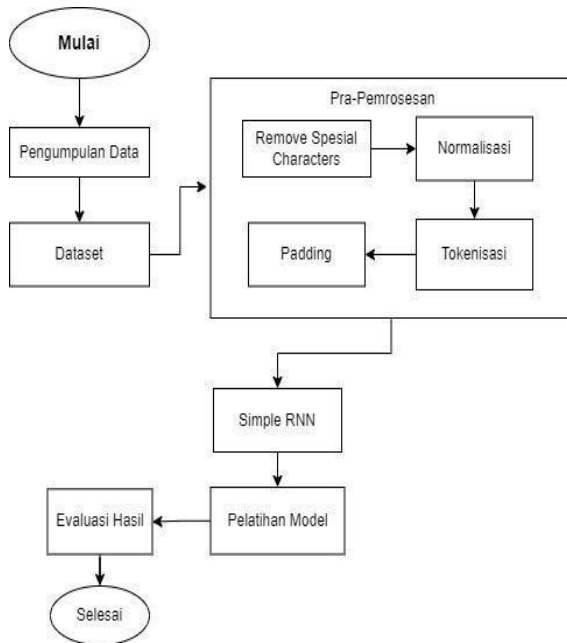 Mulai
Pengumpulan Data
Dataset
Pra-Pemrosesan
Remove Spesial
Characters
Normalisasi
Tokenisasi
Padding
Simple RNN
Pelatihan Model
Evaluasi Hasil
Selesai